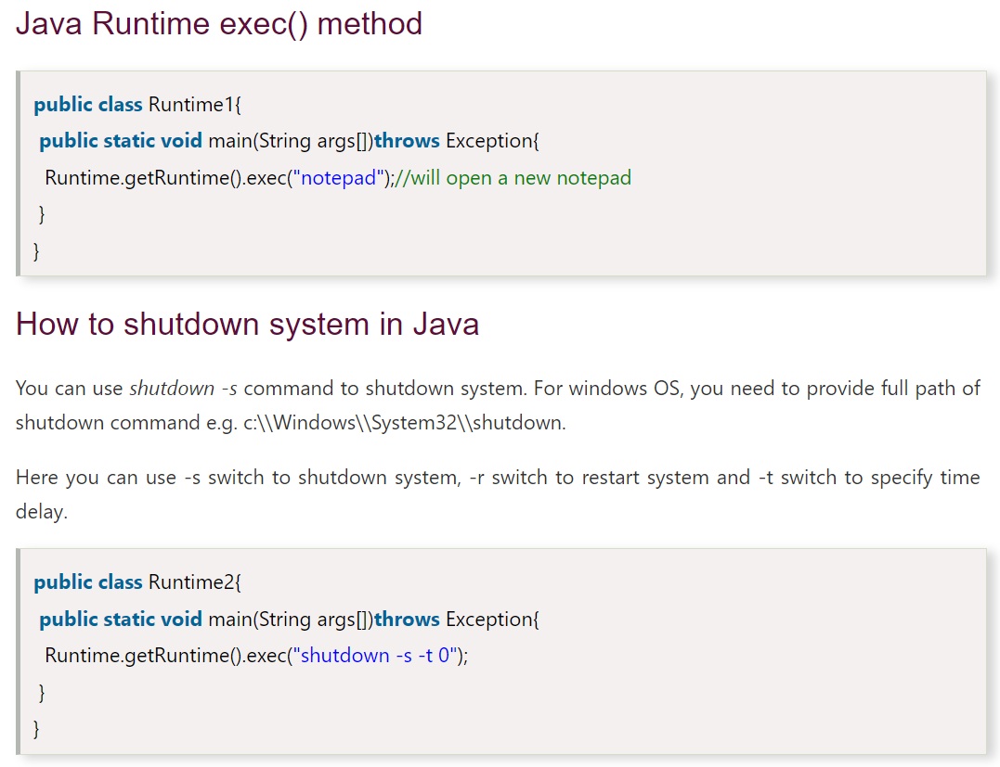 Java Runtime exec() method
public class Runtime1{
public static void main(String args[])throws Exception{
Runtime.getRuntime().exec("notepad");//will open a new notepad
}
}
How to shutdown system in Java
You can use shutdown -s command to shutdown system. For windows OS, you need to provide full path of
shutdown command e.g. c:\\Windows\\System32\\shutdown.
Here you can use -s switch to shutdown system, -r switch to restart system and -t switch to specify time
delay.
public class Runtime2{
public static void main(String args[])throws Exception{
Runtime.getRuntime().exec("shutdown -s -t 0");
}
}